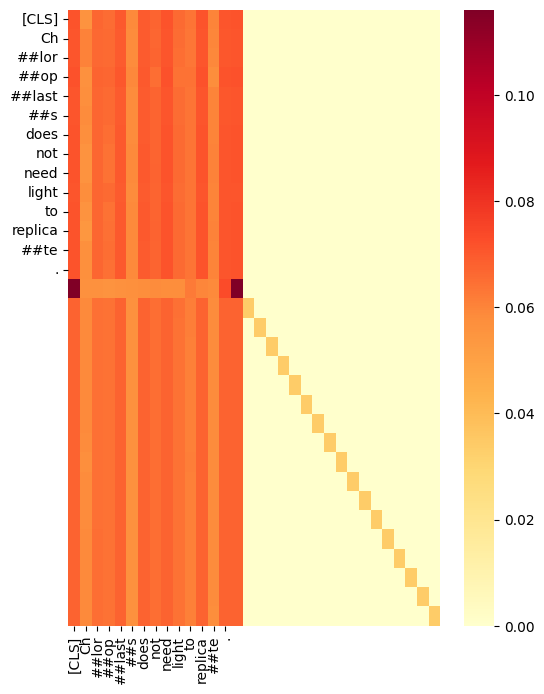 [CLS]
Ch
##lor
##op
##last
##s
does
not
need
light
to
replica
##te
.
0.10
0.08
0.06
0.04
0.02
0.00
[CLS]
Ch
##lor
##op
##last
##s
does
not
need
light
to
replica
##te
.